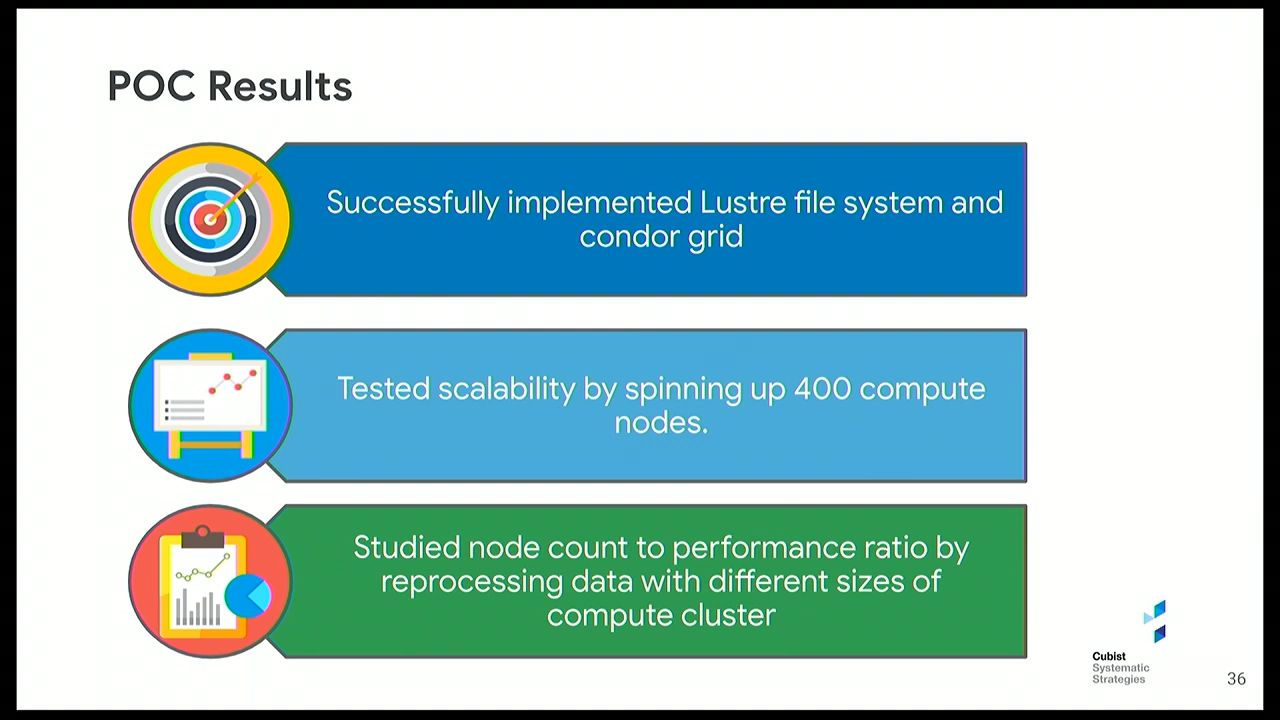 POC Results
Successfully implemented Lustre file system and
condor grid
Tested scalability by spinning up 400 compute
nodes.
Studied node count to performance ratio by
reprocessing data with different sizes of
compute cluster
Cubist
Systematic
Strategies
36